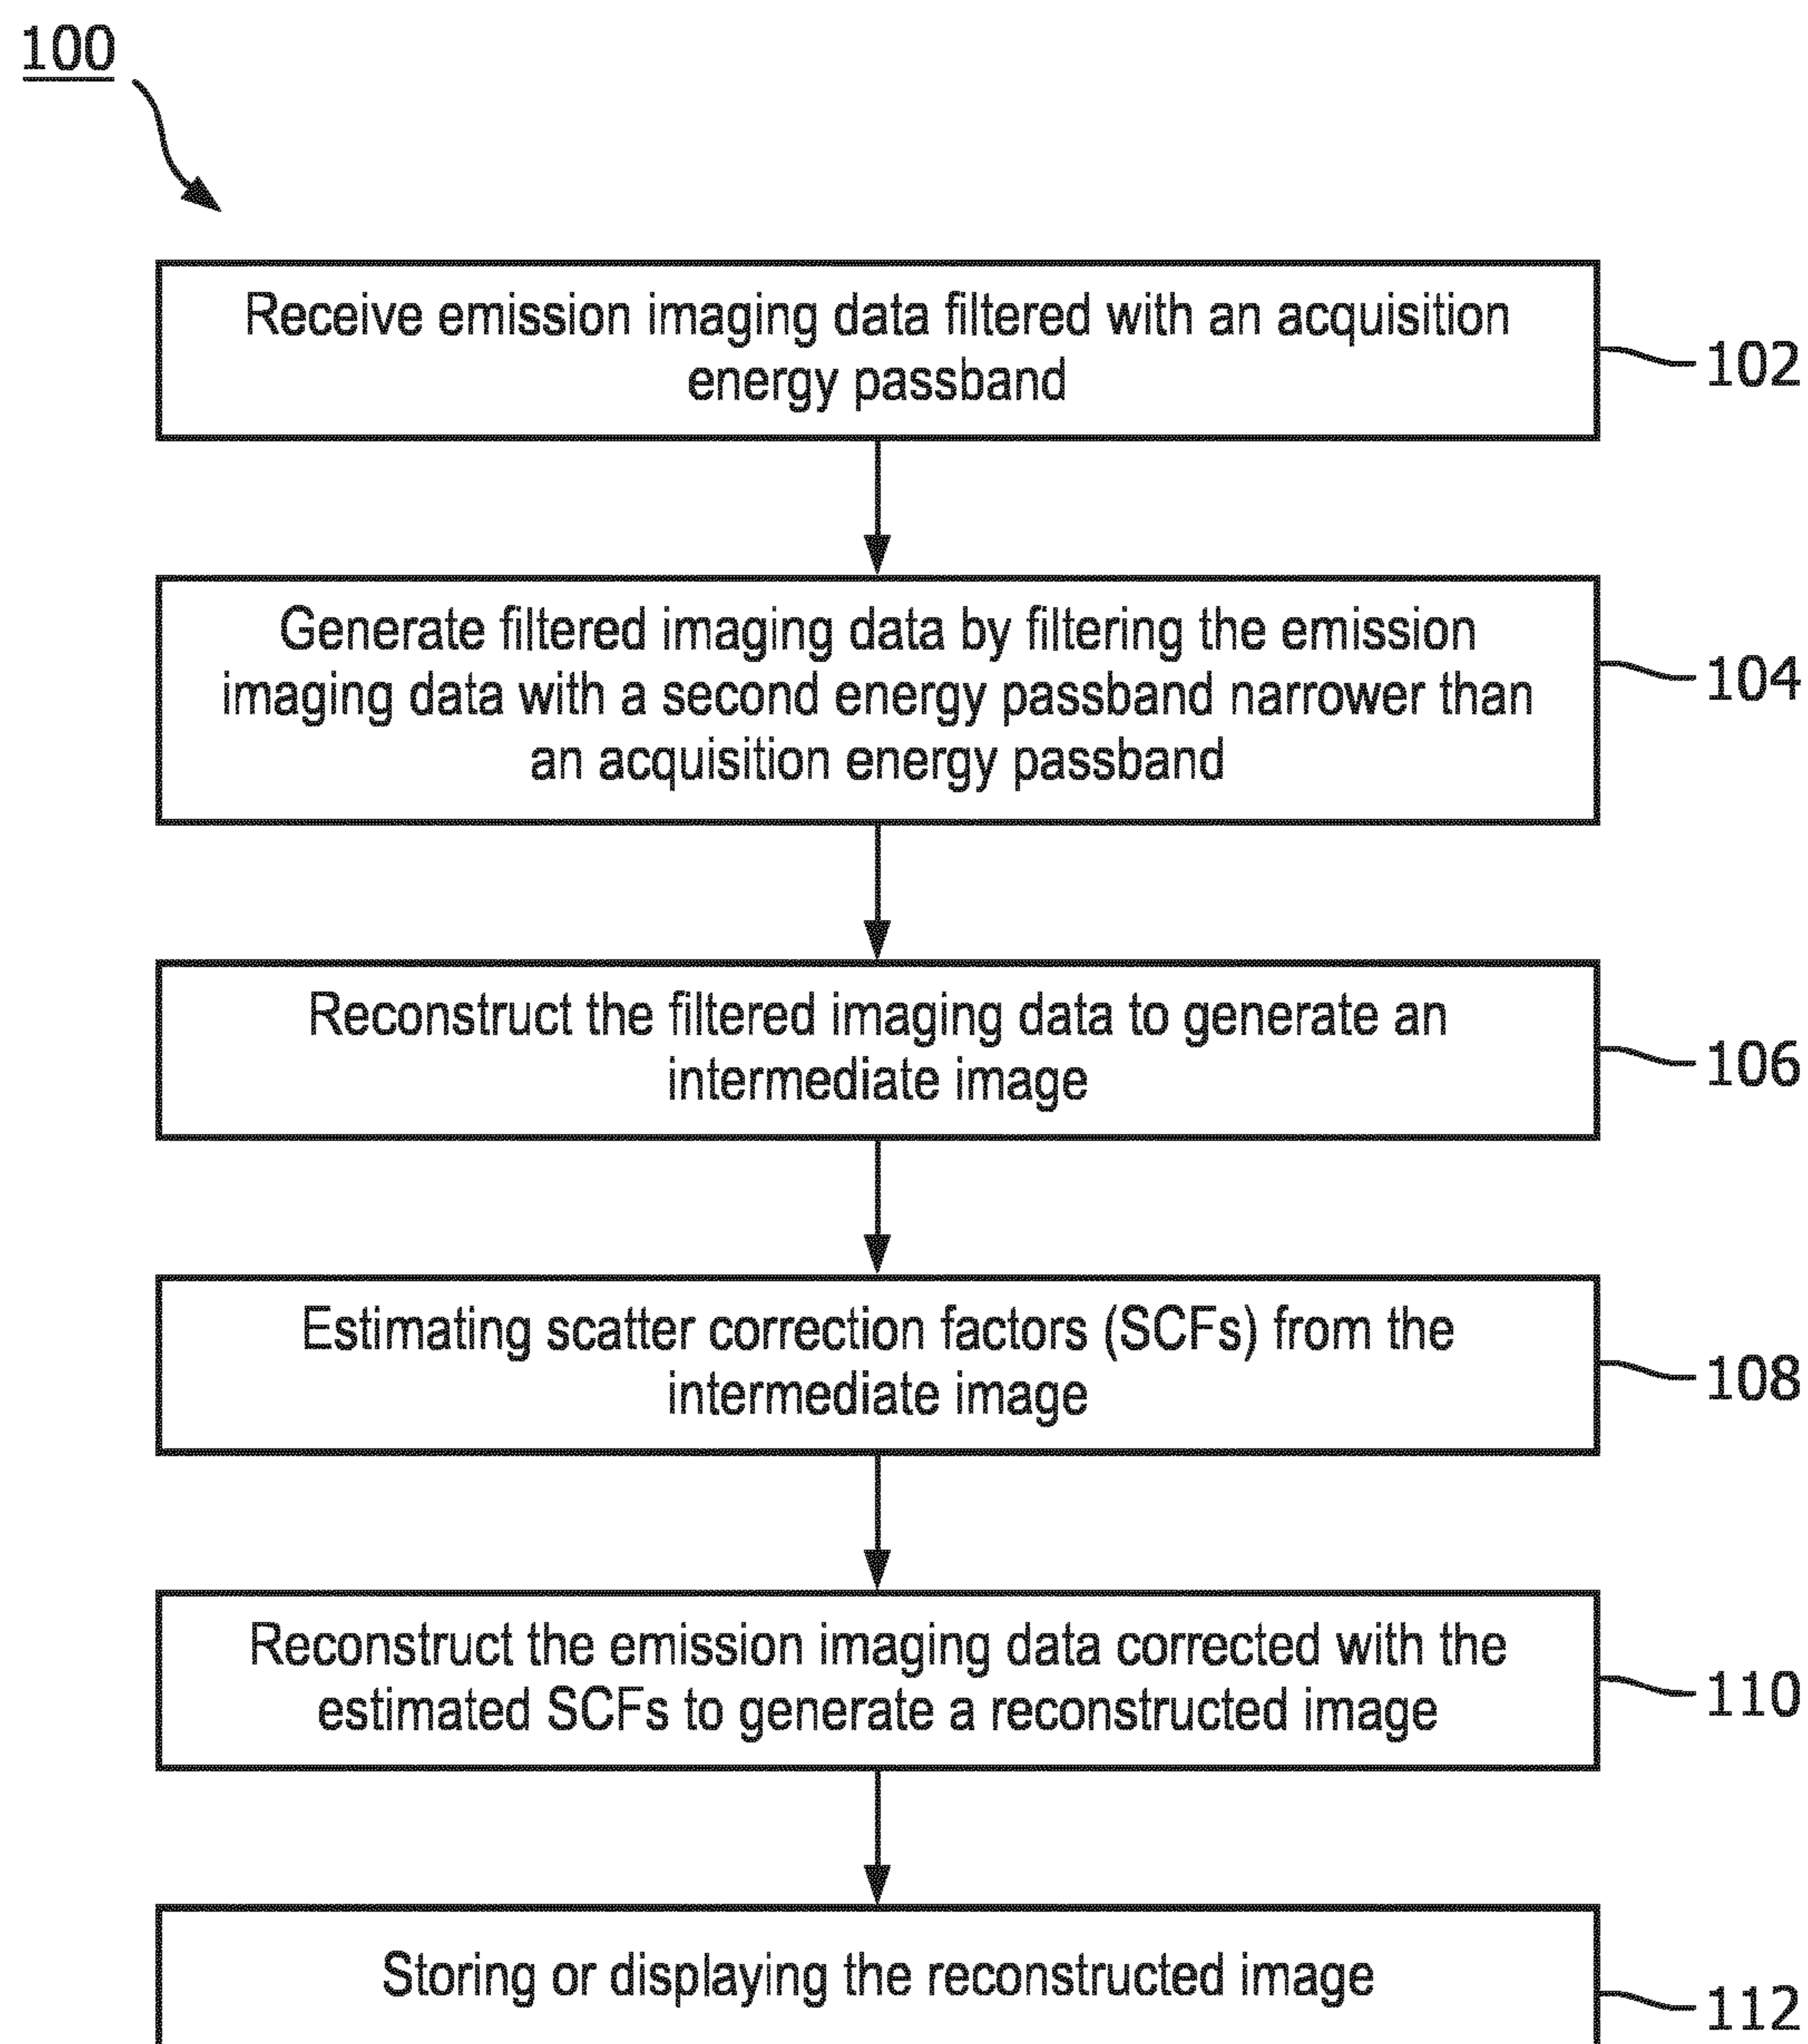 100
Receive emission imaging data filtered with an acquisition
energy passband
102
Generate filtered imaging data by filtering the emission
imaging data with a second energy passband narrower than
an acquisition energy passband
104
Reconstruct the filtered imaging data to generate an
intermediate image
106
Estimating scatter correction factors (SCFs) from the
intermediate image
108
Reconstruct the emission imaging data corrected with the
estimated SCFs to generate a reconstructed image
110
Storing or displaying the reconstructed image
112